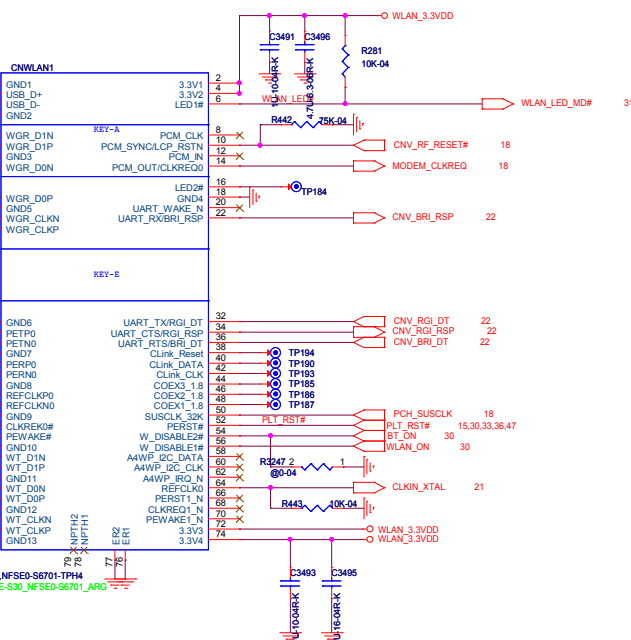 WLAN_3.3VDD
C3491
C3496
R281
10K-04
CNWLAN1
GND1
USB_D+
USB_D-
GND2
3.3V1
3.3V2
LED1#
2
4
6
WLAN_LED_MD#
31
R442
75K-04
KEY-A
WGR_D1N
WGR_D1P
GND3
WGR_D0N
PCM_CLK
PCM_SYNC/LCP_RSTN
PCM_IN
PCM_OUT/CLKREQ0
8
10
12
14
CNV_RF_RESET# 18
MODEM_CLKREQ 18
WGR_D0P
GND5
WGR_CLKN
WGR_CLKP
LED2#
GND4
UART_WAKE_N
UART_RX/BRI_RSP
16
18
20
22
TP184
CNV_BRI_RSP 22
KEY-E
GND6
PETP0
PETN0
GND7
PERP0
PERN0
GND8
REFCLKP0
REFCLKN0
GND9
CLKREK0#
PEWAKE#
GND10
WT_D1N
WT_D1P
GND11
WT_D0N
WT_D0P
GND12
WT_CLKN
WT_CLKP
GND13
UART_TX/RGI_DT
UART_CTS/RGI_RSP
UART_RTS/BRI_DT
CLink_Reset
CLink_DATA
CLink_CLK
COEX3_1.8
COEX2_1.8
COEX1_1.8
SUSCLK_32K
PERST#
W_DISABLE2#
W_DISABLE1#
A4WP_I2C_DATA
A4WP_I2C_CLK
A4WP_IRQ_N
REFCLK0
PERST1_N
CLKREQ1_N
PEWAKE1_N
3.3V3
3.3V4
32
34
36
38
40
42
44
46
48
50
52
54
56
58
60
62
64
66
68
70
72
74
CNV_RGI_DT 22
CNV_RGI_RSP 22
CNV_BRI_DT 22
TP194
TP190
TP193
TP185
TP186
TP187
PLT_RST#
PCH_SUSCLK 18
PLT_RST# 15,30,33,36,47
BT_ON 30
WLAN_ON 30
R3247 2 1
@0-04
CLKIN_XTAL 21
R443
10K-04
WLAN_3.3VDD
WLAN_3.3VDD
NPTH2
NPTH1
ER2
ER1
79
78
77
76
C3493
C3495
NFSE0-S6701-TPH4
E-S30_NFSE0-S6701_ARG